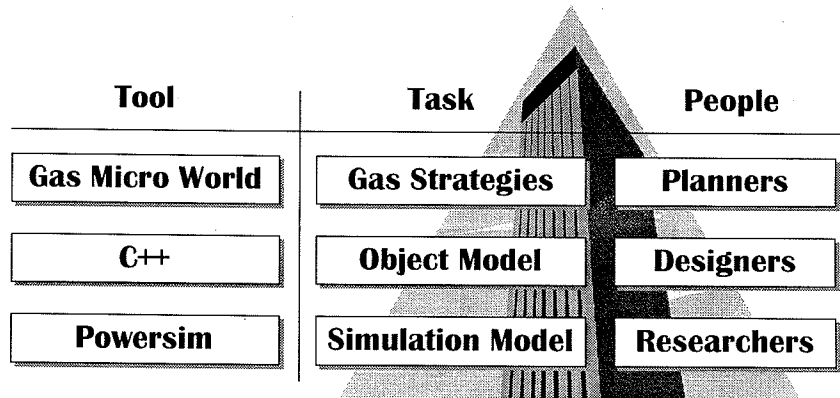 Tool Task People
Gas Micro World Gas Strategies Planners
C++ Object Model Designers
Powersim Simulation Model Researchers